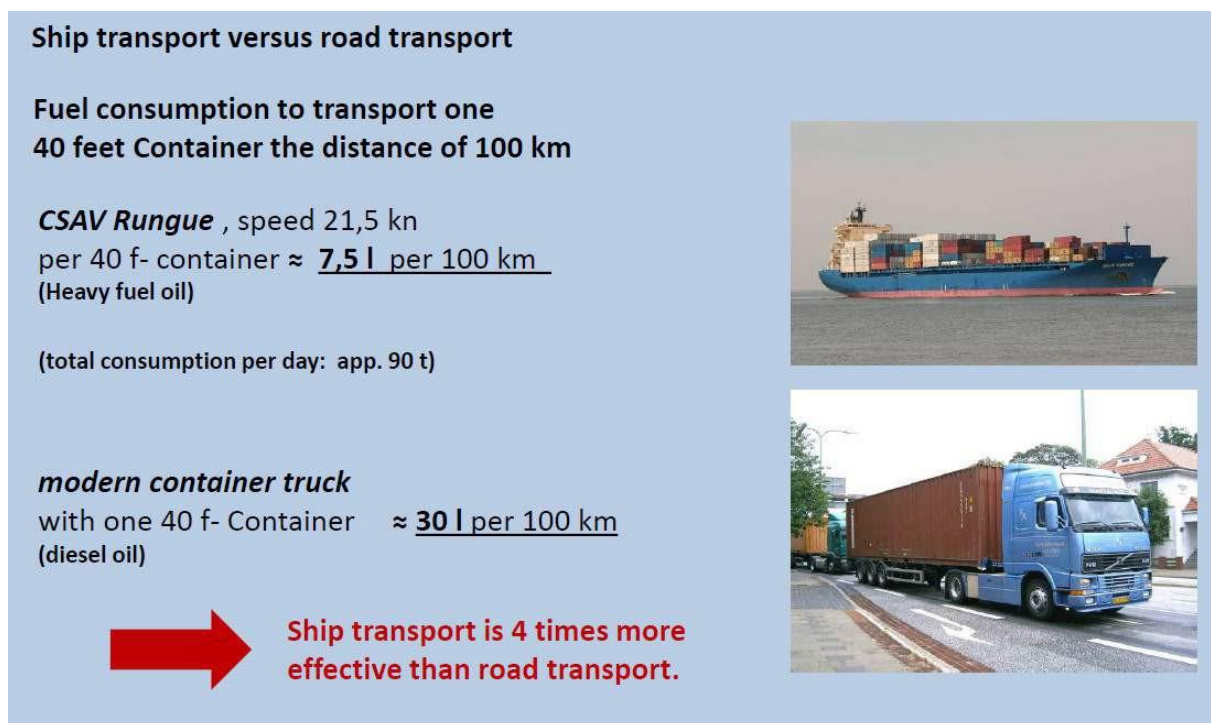 Ship transport versus road transport
Fuel consumption to transport one
40 feet Container the distance of 100 km
CSAV Rungue , speed 21,5 kn
per 40 f- container ≈ 7,5 l per 100 km
(Heavy fuel oil)
(total consumption per day: app. 90 t)
modern container truck
with one 40 f- Container ≈ 30 l per 100 km
(diesel oil)
Ship transport is 4 times more
effective than road transport.